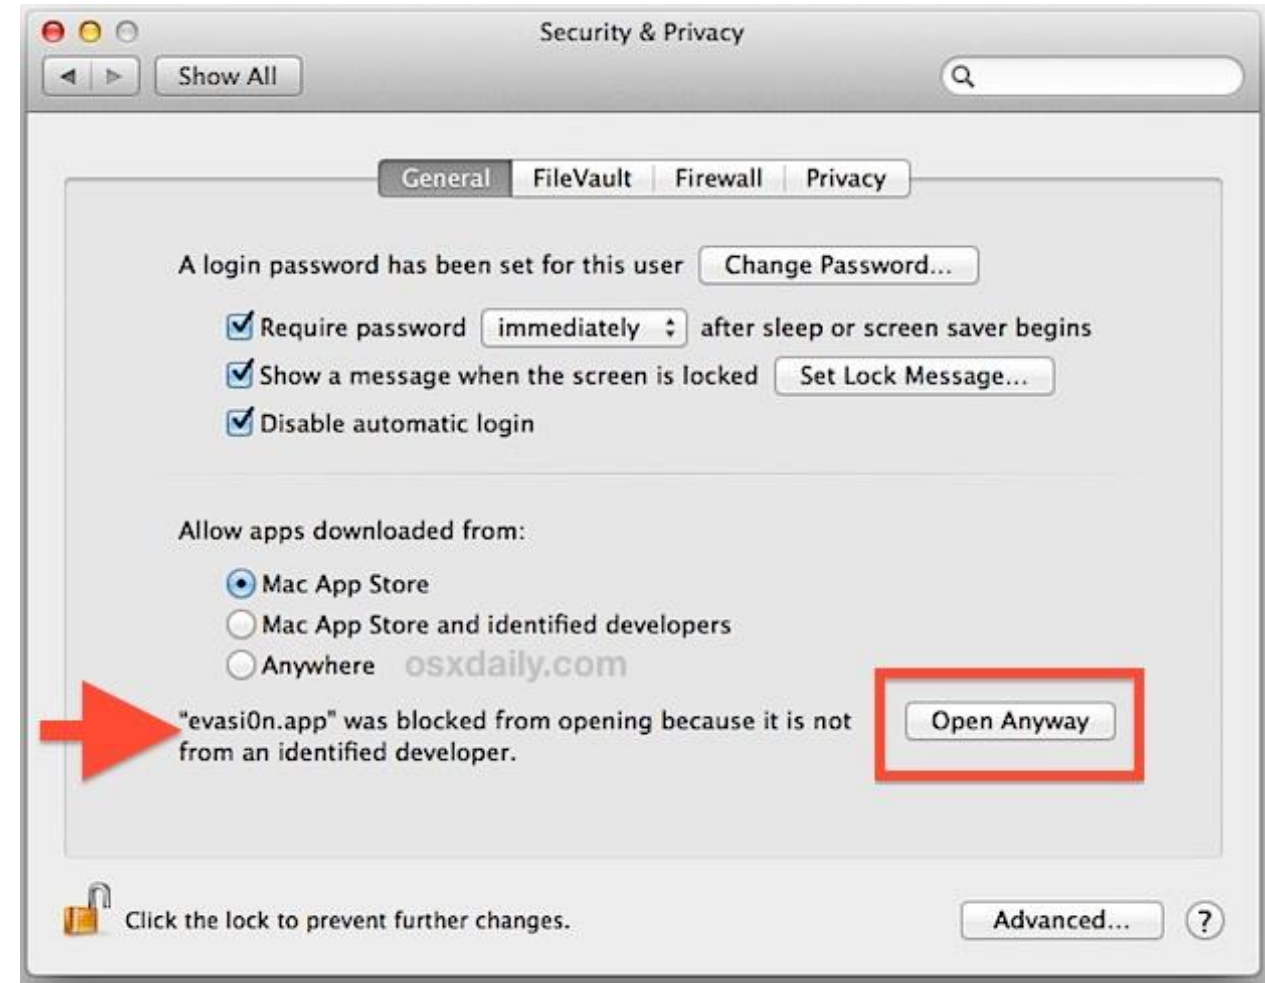 Security & Privacy
Show All
General FileVault Firewall Privacy
A login password has been set for this user Change Password...
Require password immediately after sleep or screen saver begins
Show a message when the screen is locked Set Lock Message...
Disable automatic login
Allow apps downloaded from:
Mac App Store
Mac App Store and identified developers
Anywhere osxdaily.com
"evasi0n.app" was blocked from opening because it is not Open Anyway
from an identified developer.
Click the lock to prevent further changes. Advanced... ?